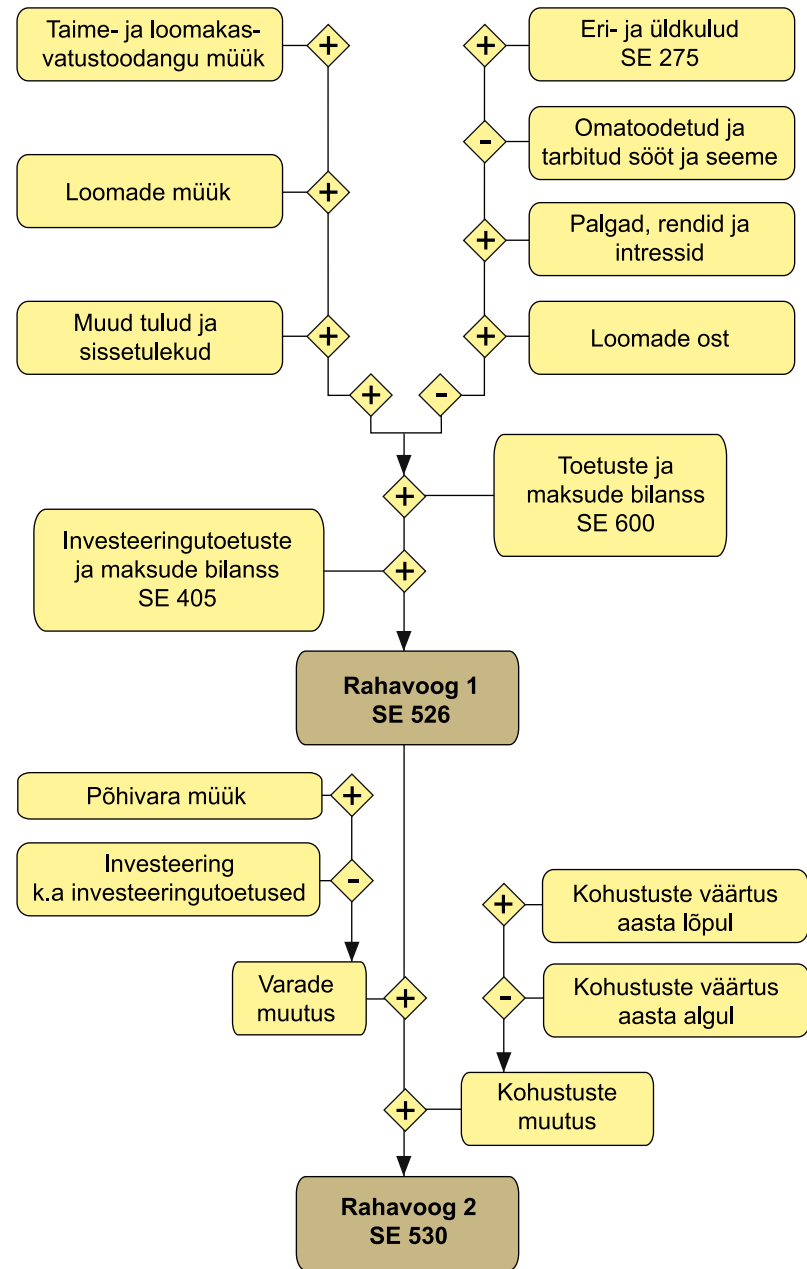 Taime- ja loomakas-
vatustoodangu müük
+
+
Eri- ja üldkulud
SE 275
-
Omatoodetud ja
tarbitud sööt ja seeme
Loomade müük
+
+
Palgad, rendid ja
intressid
Muud tulud ja
sissetulekud
+
+
Loomade ost
+
-
+
Toetuste ja
maksude bilanss
SE 600
Investeeringutoetuste
ja maksude bilanss
SE 405
+
Rahavoog 1
SE 526
Põhivara müük
+
Investeering
k.a investeeringutoetused
-
+
Kohustuste väärtus
aasta lõpul
Varade
muutus
+
-
Kohustuste väärtus
aasta algul
+
Kohustuste
muutus
Rahavoog 2
SE 530